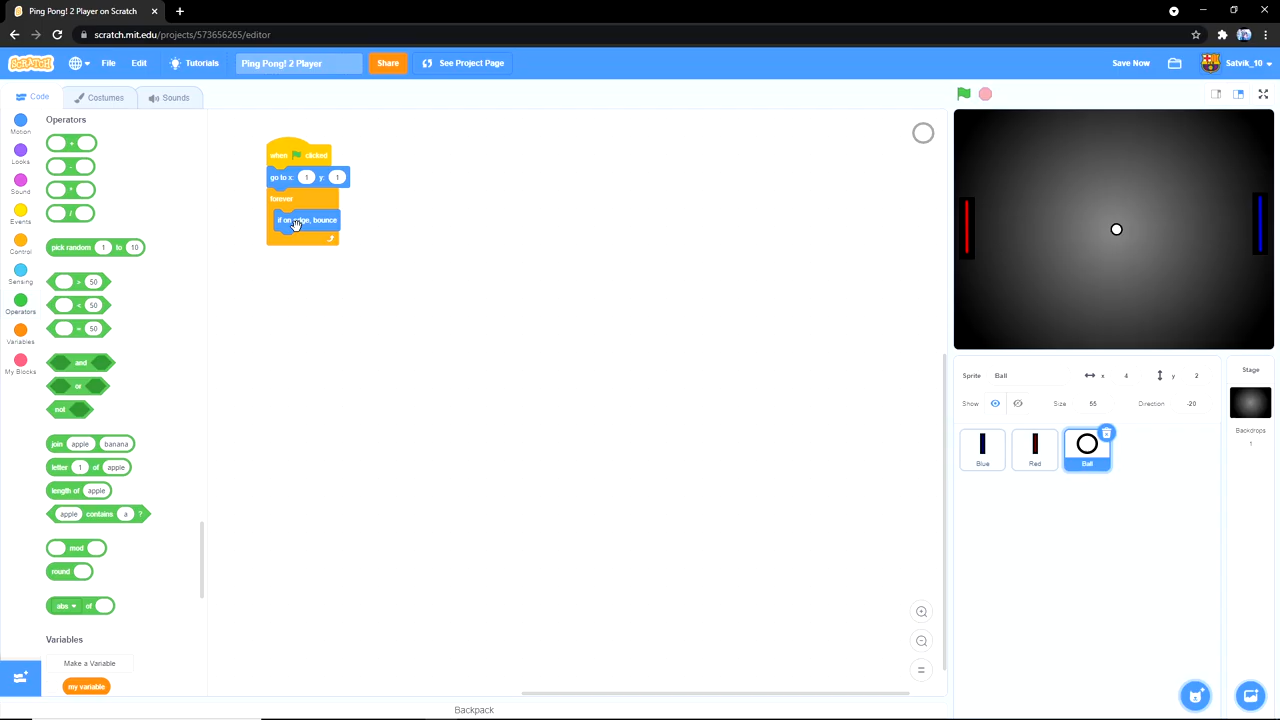 Ping Pong! 2 Player on Scratch
scratch.mit.edu/projects/573656265/editor
SCRATCH File Edit Tutorials Ping Pong! 2 Player Share See Project Page Save Now Satvik_10
Code Costumes Sounds
Motion
Looks
Sound
Events
Control
Sensing
Operators
Variables
My Blocks
Operators
+
-
*
/
pick random 1 to 10
> 50
< 50
= 50
and
or
not
join apple banana
letter 1 of apple
length of apple
apple contains a ?
mod
round
abs of
Variables
Make a Variable
my variable
when clicked
go to x: 1 y: 1
forever
if on edge, bounce
Backpack
Sprite Ball x 4 y 2
Show Size 55 Direction -20
Blue Red Ball
Stage
Backdrops
1